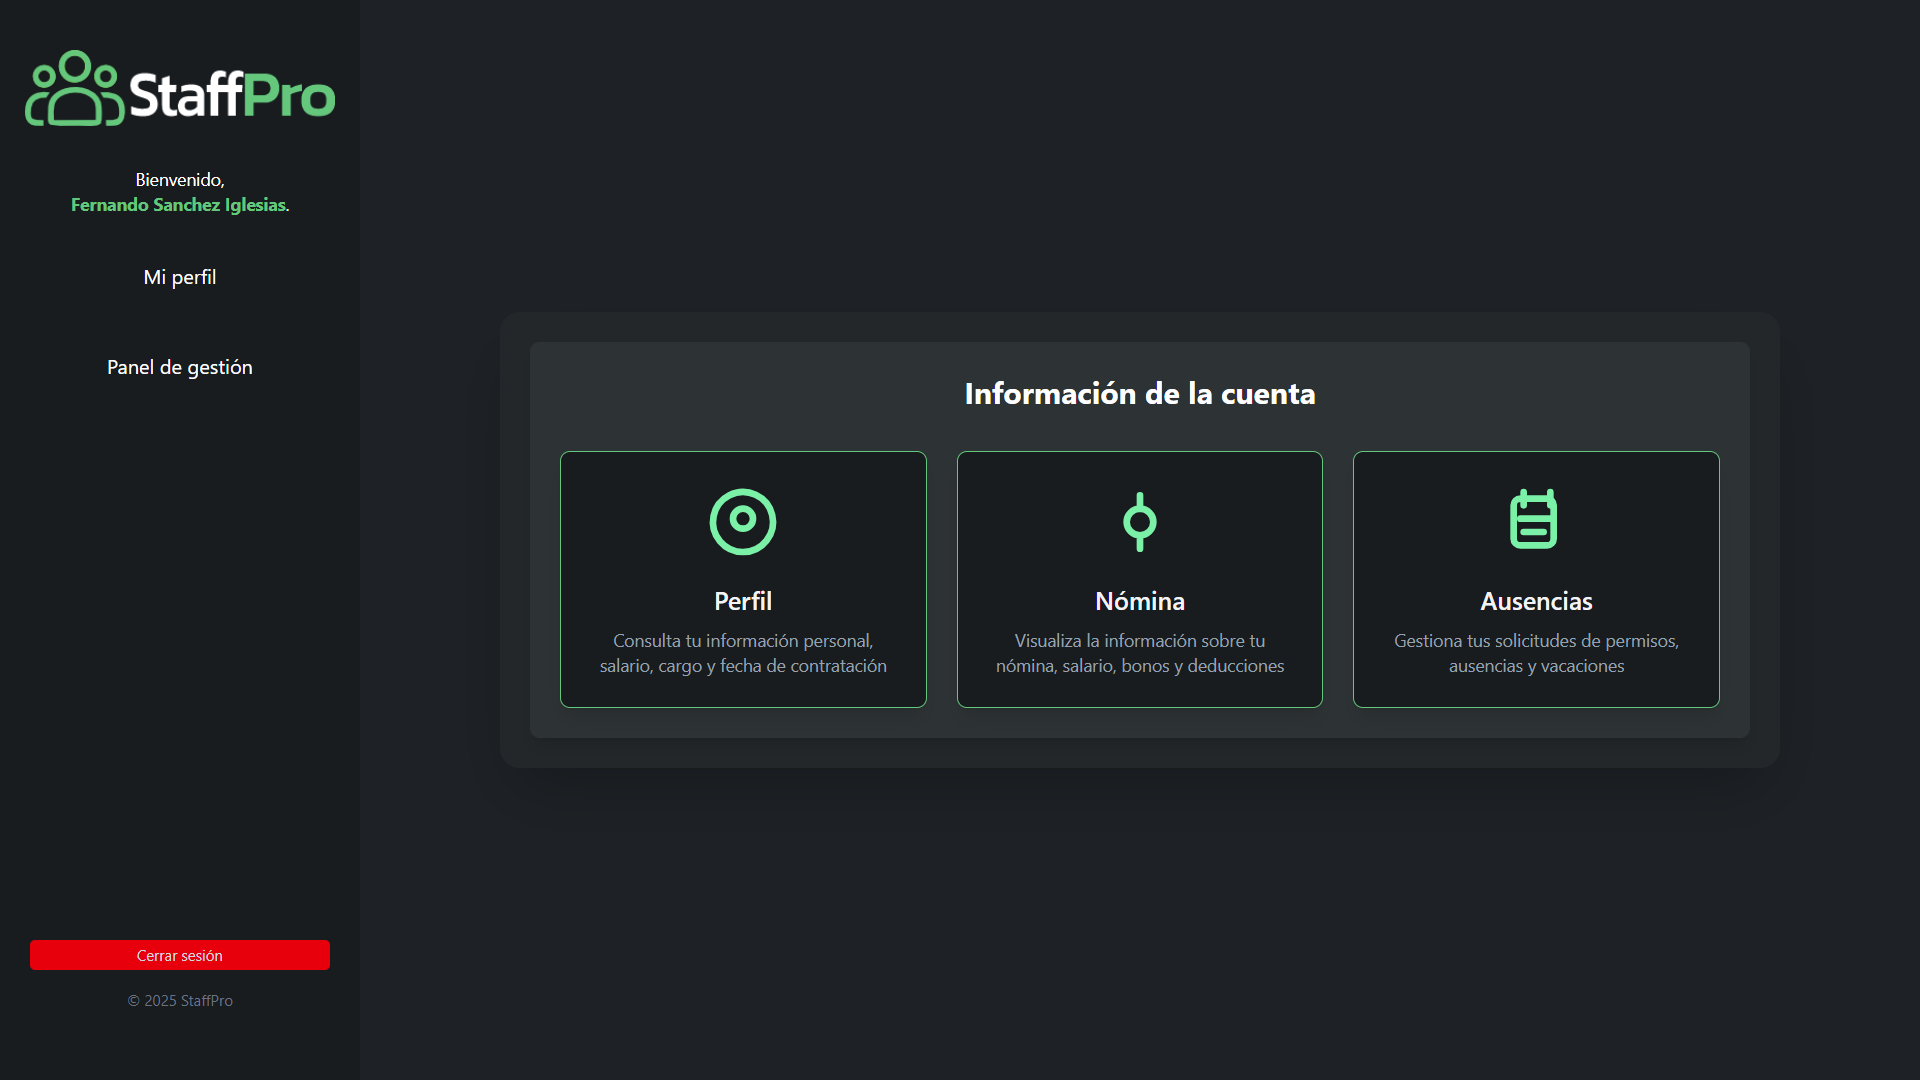 StaffPro
Bienvenido,
Fernando Sanchez Iglesias.
Mi perfil
Panel de gestión
Cerrar sesión
© 2025 StaffPro
Información de la cuenta
Perfil
Consulta tu información personal,
salario, cargo y fecha de contratación
Nómina
Visualiza la información sobre tu
nómina, salario, bonos y deducciones
Ausencias
Gestiona tus solicitudes de permisos,
ausencias y vacaciones